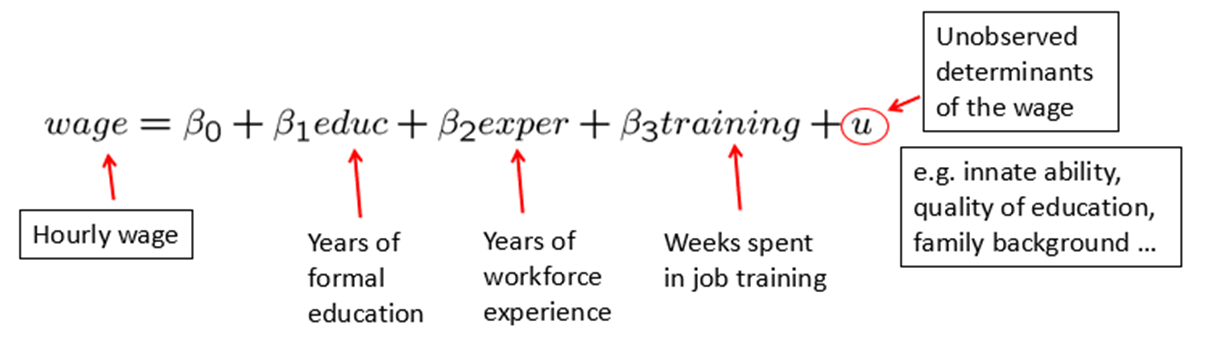 wage = β₀ + β₁educ + β₂exper + β₃training + u
Unobserved
determinants
of the wage
e.g. innate ability,
quality of education,
family background ...
Hourly wage
Years of
formal
education
Years of
workforce
experience
Weeks spent
in job training